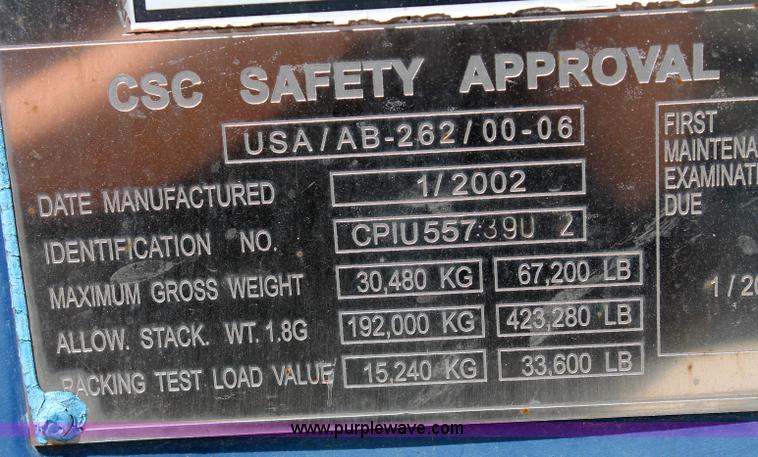 CSC SAFETY APPROVAL
USA/AB-262/00-06
DATE MANUFACTURED 1/2002
IDENTIFICATION NO.
MAXIMUM GROSS WEIGHT 30,480 KG 67,200 LB
ALLOW. STACK. WT. 1.8G 192,000 KG 423,280 LB
RACKING TEST LOAD VALUE 15,240 KG 33,600 LB
FIRST
MAINTENA
EXAMINATI
DUE
1/20
www.purplewave.com